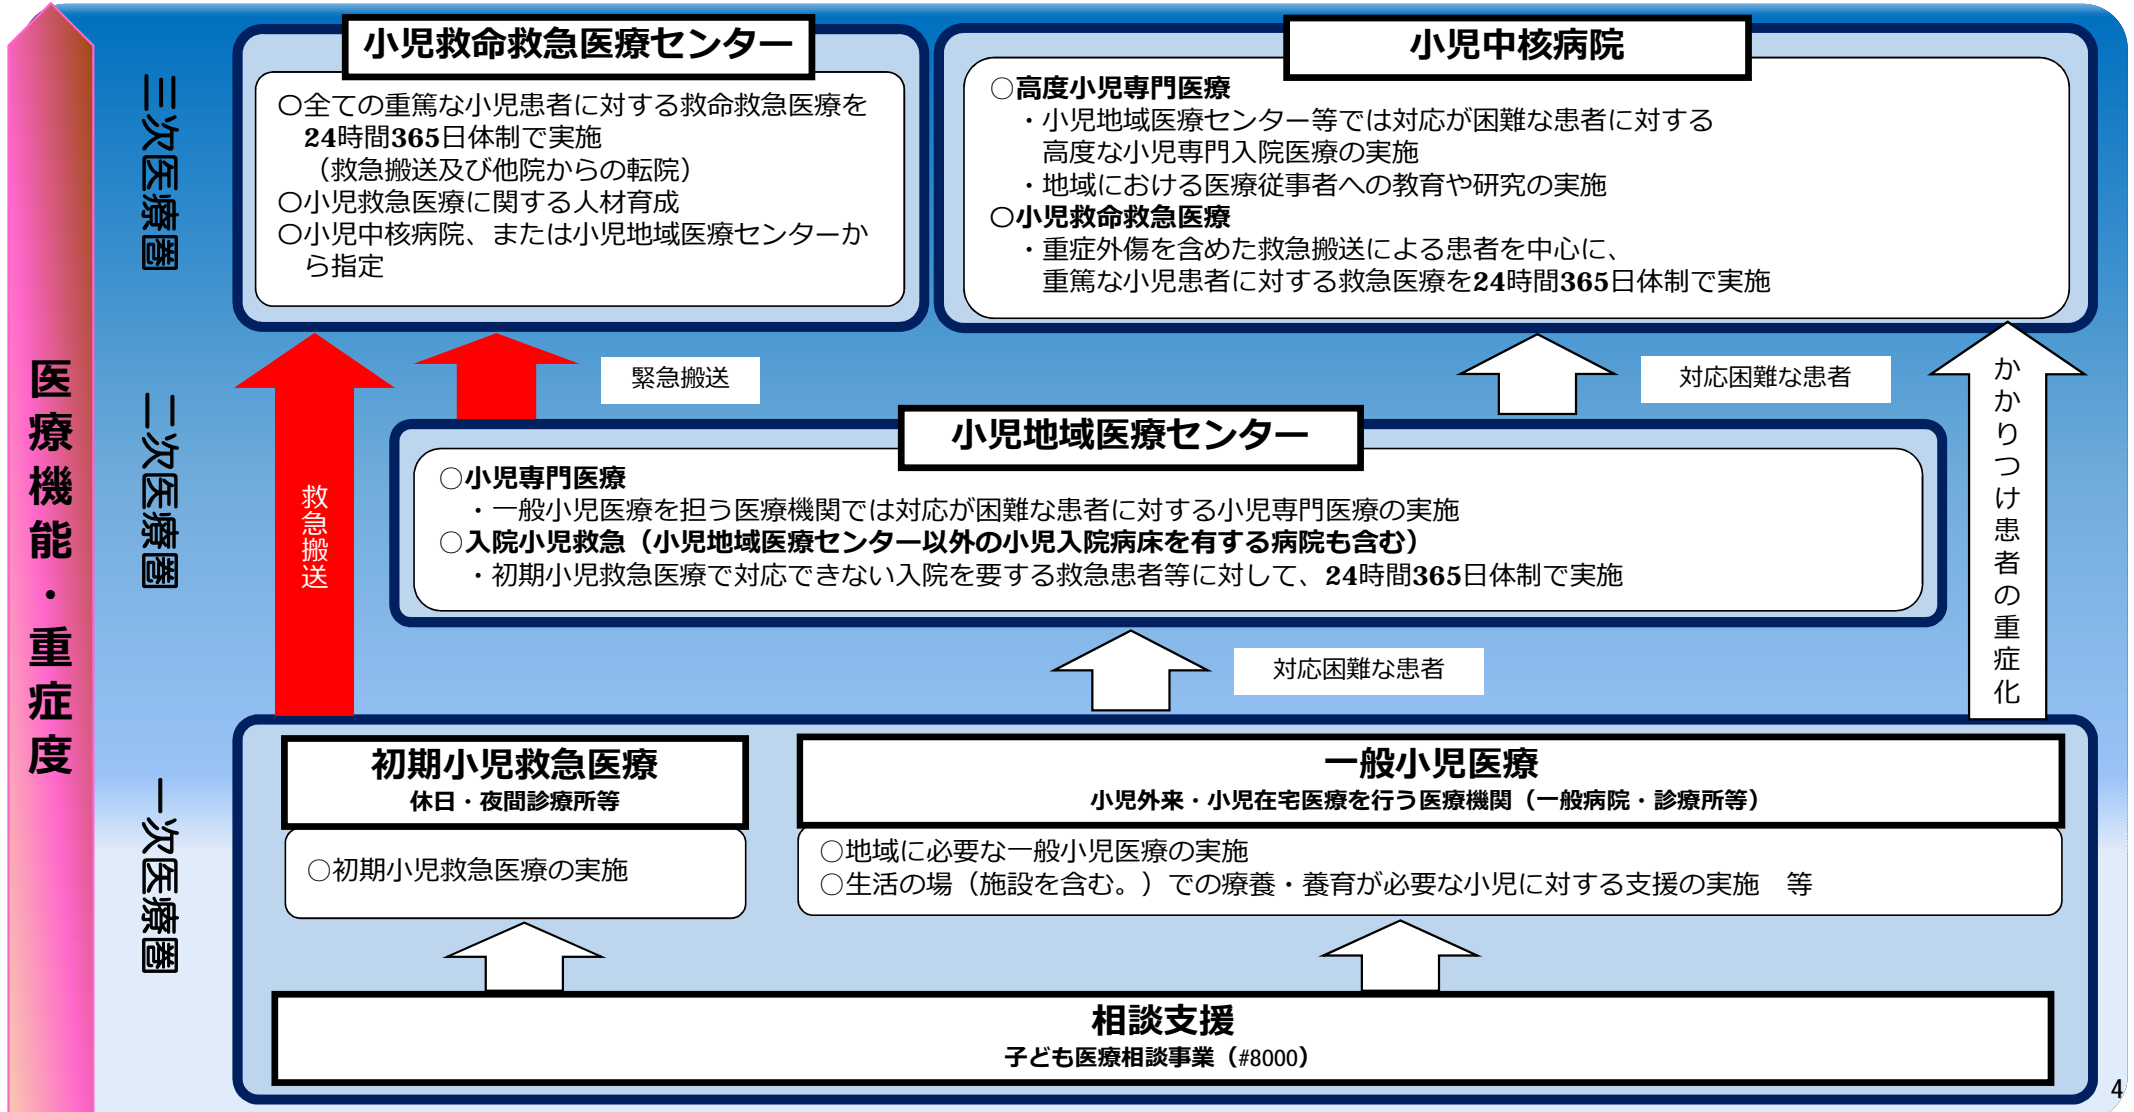 医療機能・重症度
三次医療圏
小児救命救急医療センター
〇全ての重篤な小児患者に対する救命救急医療を
24時間365日体制で実施
（救急搬送及び他院からの転院）
〇小児救急医療に関する人材育成
〇小児中核病院、または小児地域医療センターか
ら指定
小児中核病院
○高度小児専門医療
・小児地域医療センター等では対応が困難な患者に対する
高度な小児専門入院医療の実施
・地域における医療従事者への教育や研究の実施
〇小児救命救急医療
・重症外傷を含めた救急搬送による患者を中心に、
重篤な小児患者に対する救急医療を24時間365日体制で実施
緊急搬送
対応困難な患者
かかりつけ患者の重症化
二次医療圏
救急搬送
小児地域医療センター
○小児専門医療
・一般小児医療を担う医療機関では対応が困難な患者に対する小児専門医療の実施
○入院小児救急（小児地域医療センター以外の小児入院病床を有する病院も含む）
・初期小児救急医療で対応できない入院を要する救急患者等に対して、24時間365日体制で実施
対応困難な患者
一次医療圏
初期小児救急医療
休日・夜間診療所等
○初期小児救急医療の実施
一般小児医療
小児外来・小児在宅医療を行う医療機関（一般病院・診療所等）
○地域に必要な一般小児医療の実施
○生活の場（施設を含む。）での療養・養育が必要な小児に対する支援の実施　等
相談支援
子ども医療相談事業（#8000）
4